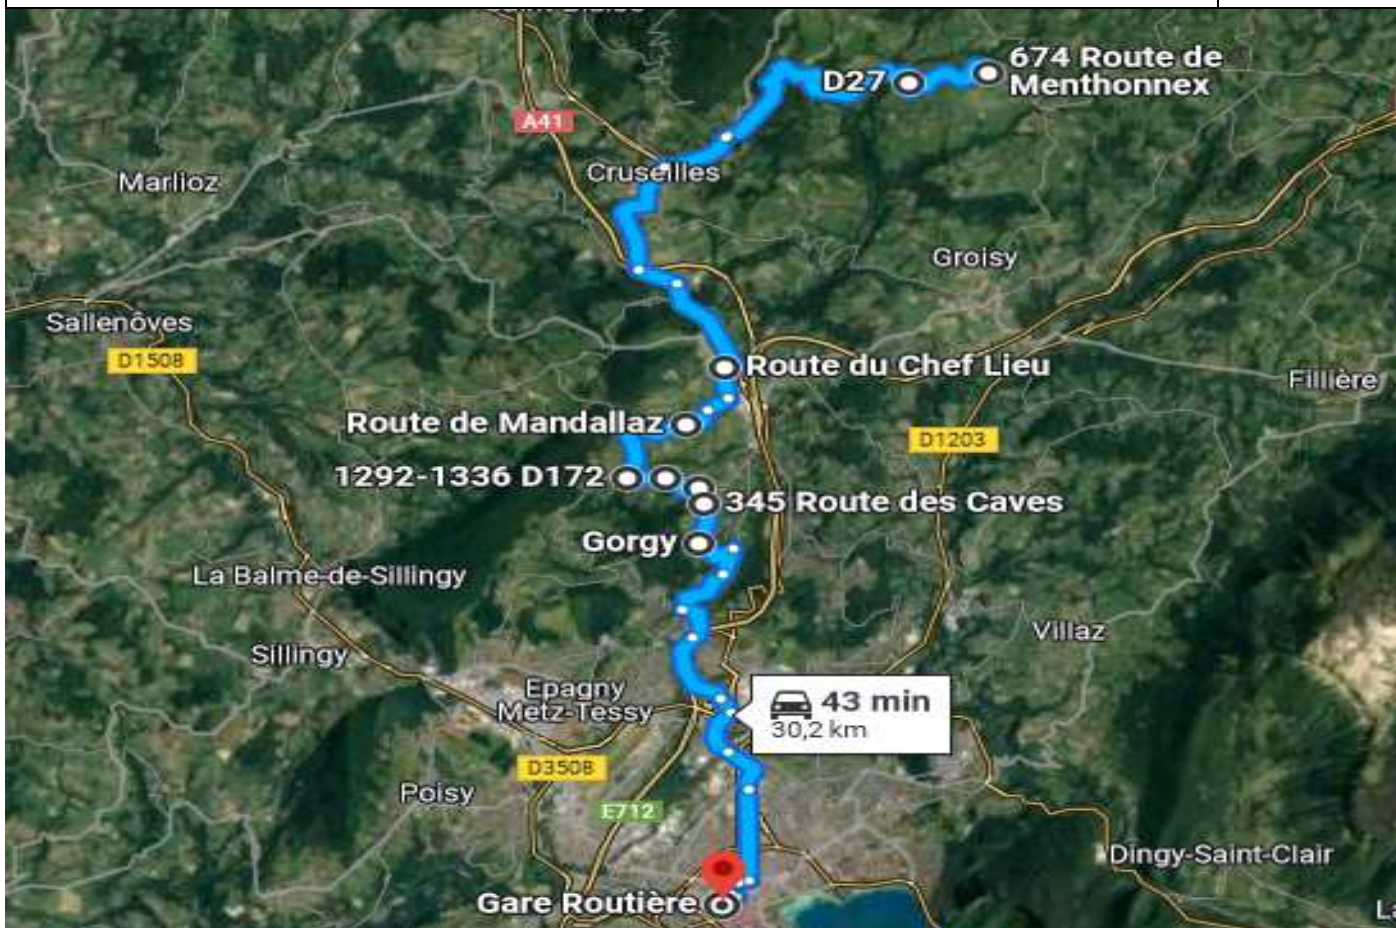 674 Route de
Menthonnex
D27
A41
Cruseilles
Marlioz
Groisy
Sallenôves
D1508
Route du Chef Lieu
Fillière
Route de Mandallaz
D1203
1292-1336 D172
345 Route des Caves
Gorgy
La Balme-de-Sillingy
Villaz
Sillingy
Epagny
Metz-Tessy
43 min
30,2 km
D3508
Poisy
E712
Dingy-Saint-Clair
Gare Routière